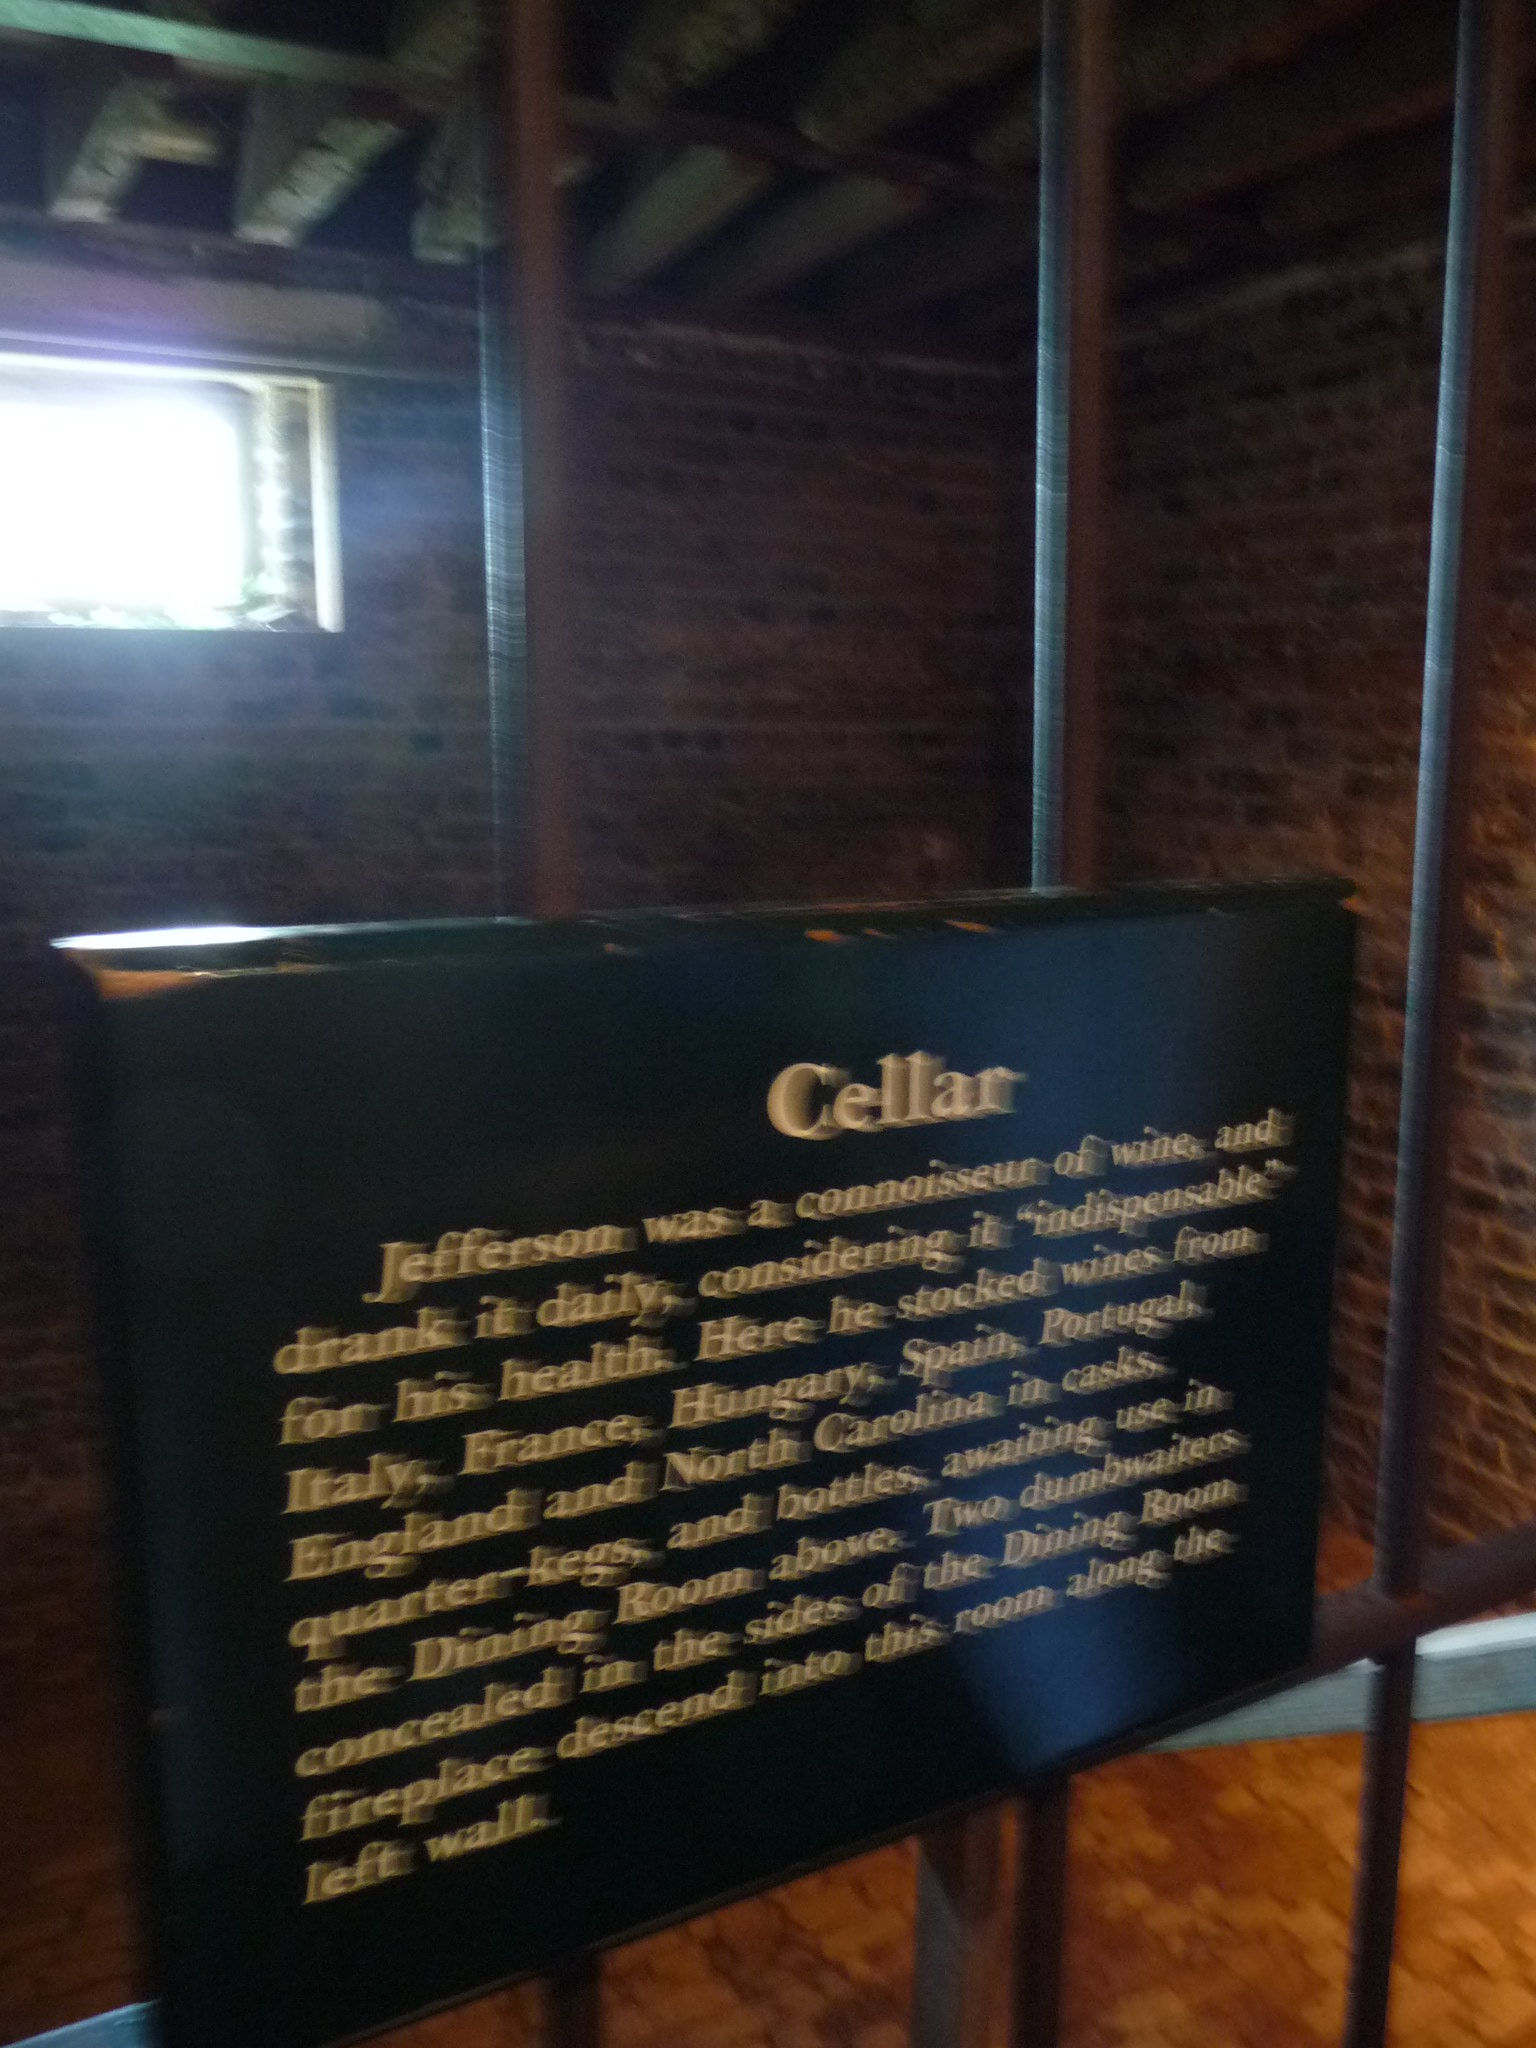 Cellar
Jefferson was a connoisseur of wine, and
drank it daily, considering it “indispensable”
for his health. Here he stocked wines from
Italy, France, Hungary, Spain, Portugal,
England and North Carolina in casks,
quarter-kegs, and bottles, awaiting use in
the Dining Room above. Two dumbwaiters
concealed in the sides of the Dining Room
fireplace descend into this room along the
left wall.